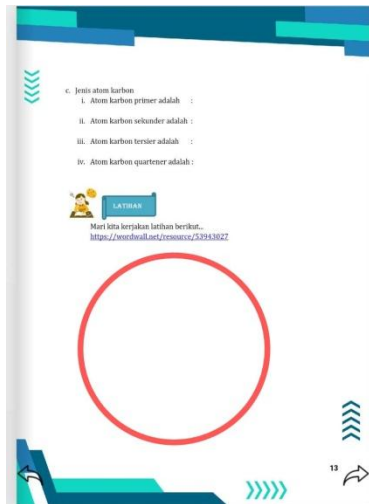 c. Jenis atom karbon
i. Atom karbon primer adalah :
ii. Atom karbon sekunder adalah :
iii. Atom karbon tersier adalah :
iv. Atom karbon quartener adalah :
LATIHAN
Mari kita kerjakan latihan berikut...
https://wordwall.net/resource/53943027
13